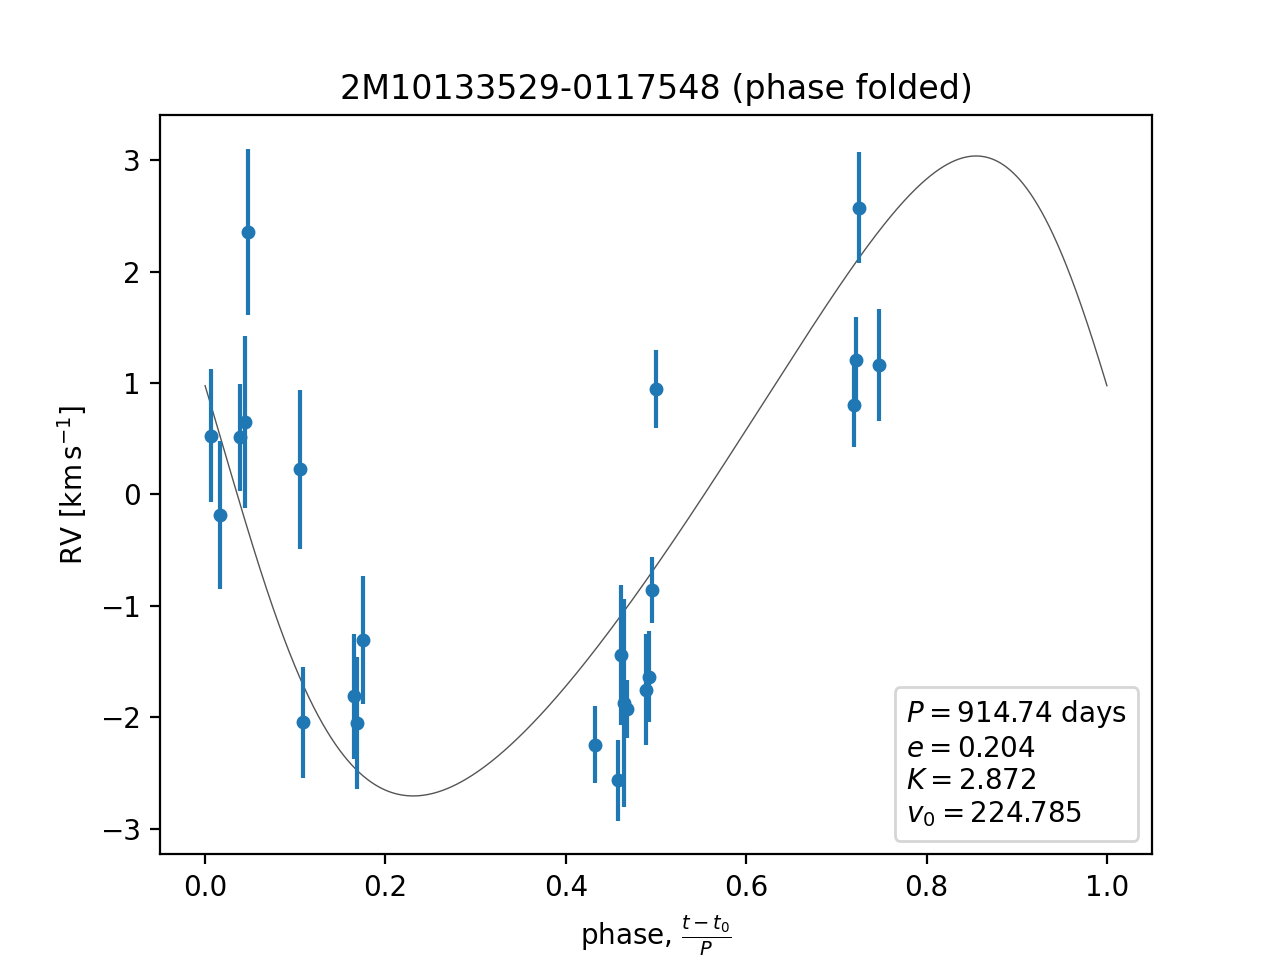 2M10133529-0117548 (phase folded)
RV [km s⁻¹]
3
2
1
0
−1
−2
−3
P = 914.74 days
e = 0.204
K = 2.872
v₀ = 224.785
0.0 0.2 0.4 0.6 0.8 1.0
phase, (t − t₀)/P